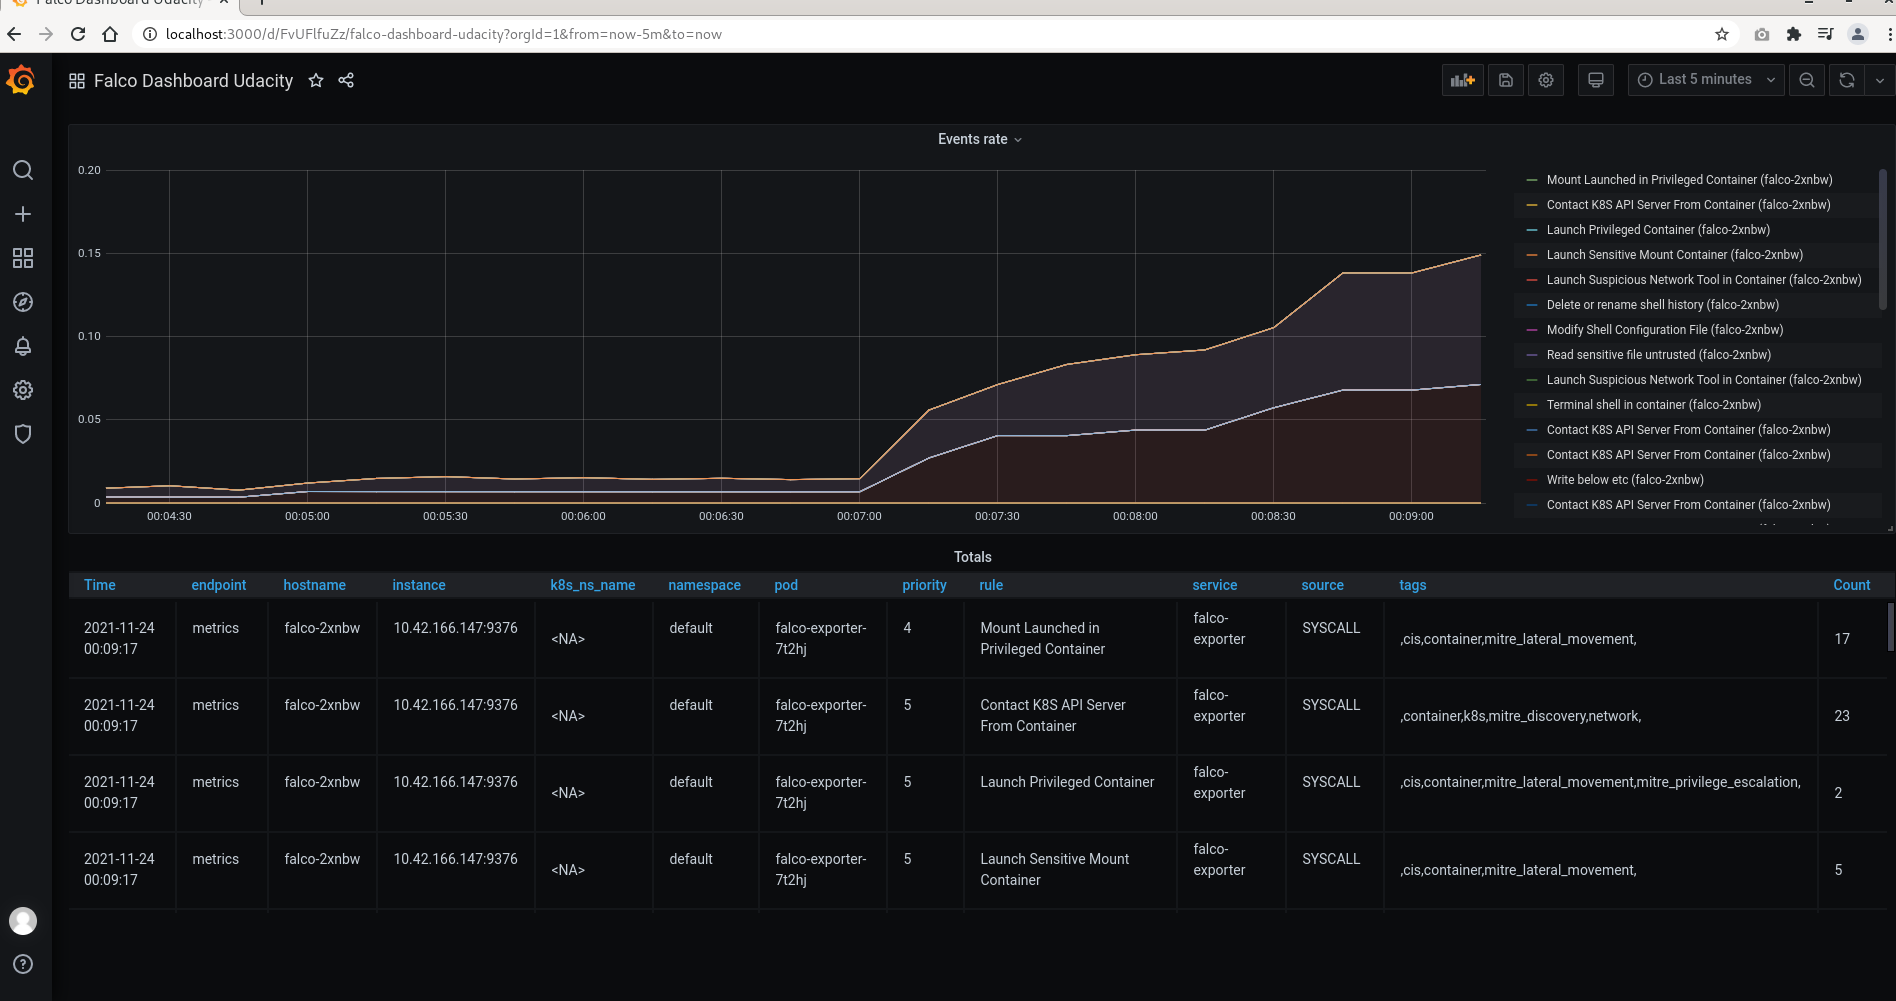 Falco Dashboard Udacity
localhost:3000/d/FvUFlfuZz/falco-dashboard-udacity?orgId=1&from=now-5m&to=now
Falco Dashboard Udacity
Last 5 minutes
Events rate
0.20
0.15
0.10
0.05
0
00:04:30 00:05:00 00:05:30 00:06:00 00:06:30 00:07:00 00:07:30 00:08:00 00:08:30 00:09:00
Mount Launched in Privileged Container (falco-2xnbw)
Contact K8S API Server From Container (falco-2xnbw)
Launch Privileged Container (falco-2xnbw)
Launch Sensitive Mount Container (falco-2xnbw)
Launch Suspicious Network Tool in Container (falco-2xnbw)
Delete or rename shell history (falco-2xnbw)
Modify Shell Configuration File (falco-2xnbw)
Read sensitive file untrusted (falco-2xnbw)
Launch Suspicious Network Tool in Container (falco-2xnbw)
Terminal shell in container (falco-2xnbw)
Contact K8S API Server From Container (falco-2xnbw)
Contact K8S API Server From Container (falco-2xnbw)
Write below etc (falco-2xnbw)
Contact K8S API Server From Container (falco-2xnbw)
Totals
Time endpoint hostname instance k8s_ns_name namespace pod priority rule service source tags Count
2021-11-24 00:09:17 metrics falco-2xnbw 10.42.166.147:9376 <NA> default falco-exporter-7t2hj 4 Mount Launched in Privileged Container falco-exporter SYSCALL ,cis,container,mitre_lateral_movement, 17
2021-11-24 00:09:17 metrics falco-2xnbw 10.42.166.147:9376 <NA> default falco-exporter-7t2hj 5 Contact K8S API Server From Container falco-exporter SYSCALL ,container,k8s,mitre_discovery,network, 23
2021-11-24 00:09:17 metrics falco-2xnbw 10.42.166.147:9376 <NA> default falco-exporter-7t2hj 5 Launch Privileged Container falco-exporter SYSCALL ,cis,container,mitre_lateral_movement,mitre_privilege_escalation, 2
2021-11-24 00:09:17 metrics falco-2xnbw 10.42.166.147:9376 <NA> default falco-exporter-7t2hj 5 Launch Sensitive Mount Container falco-exporter SYSCALL ,cis,container,mitre_lateral_movement, 5